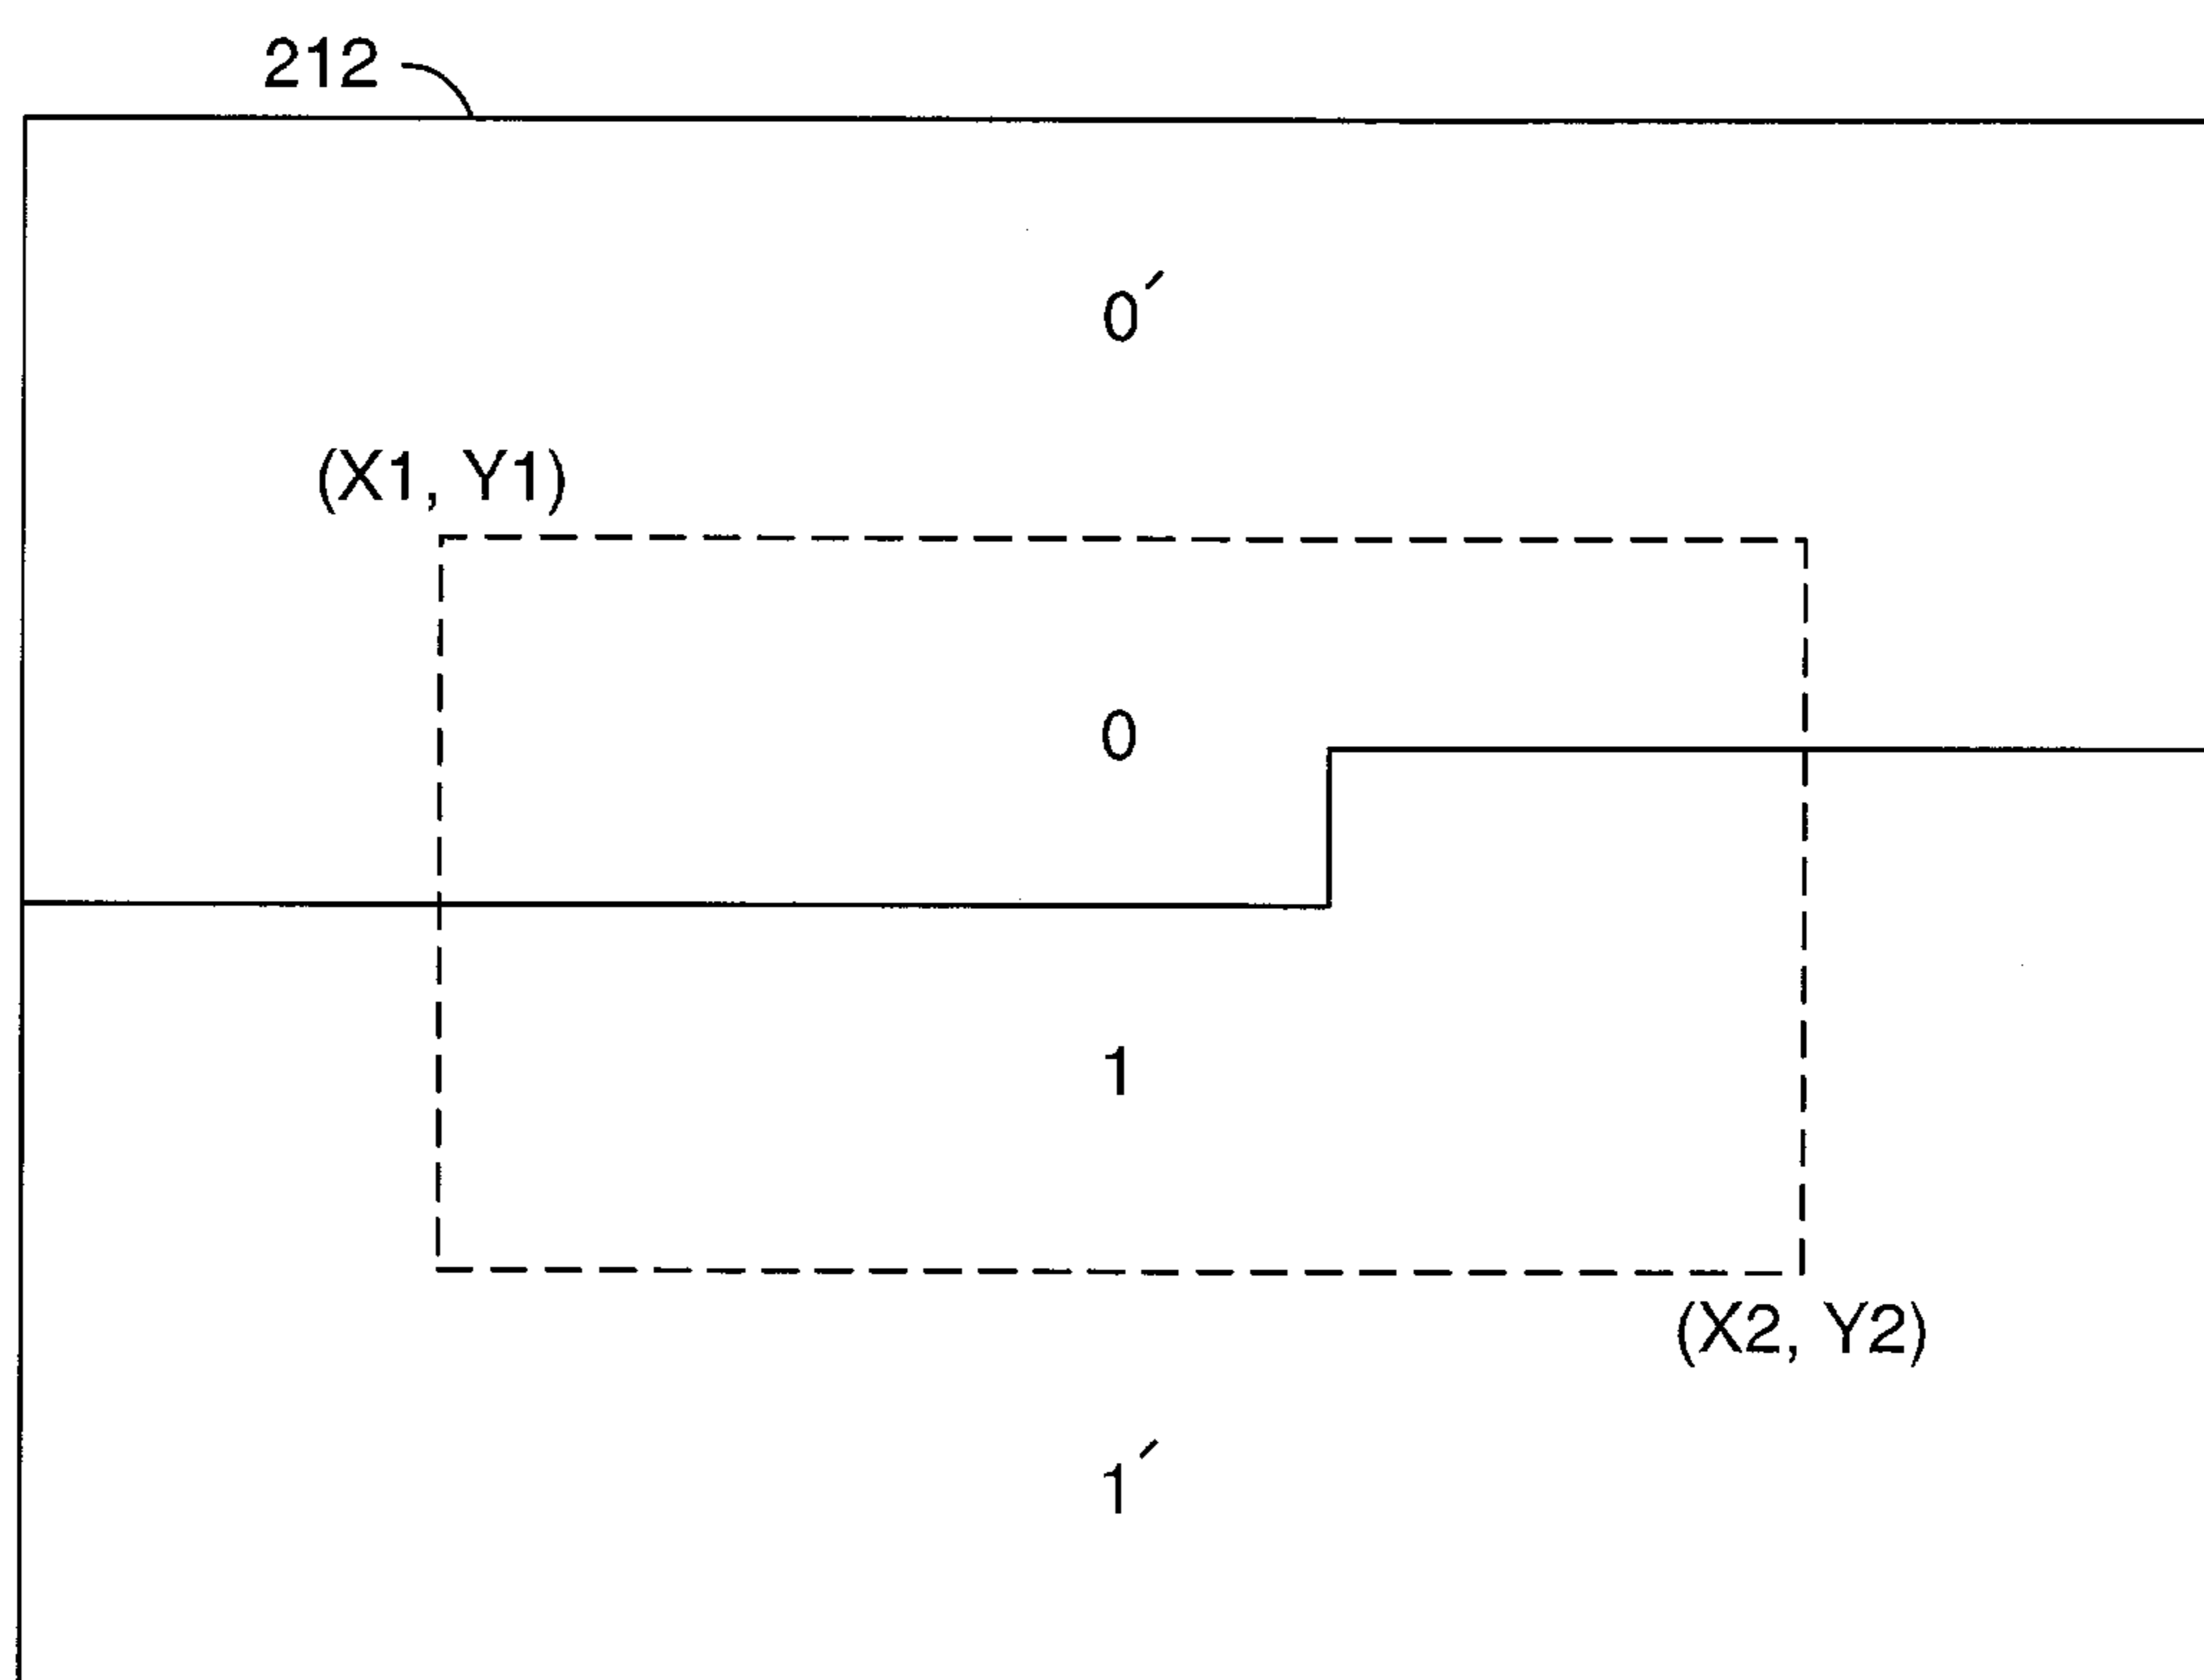 212
0′
(X1, Y1)
0
1
(X2, Y2)
1′